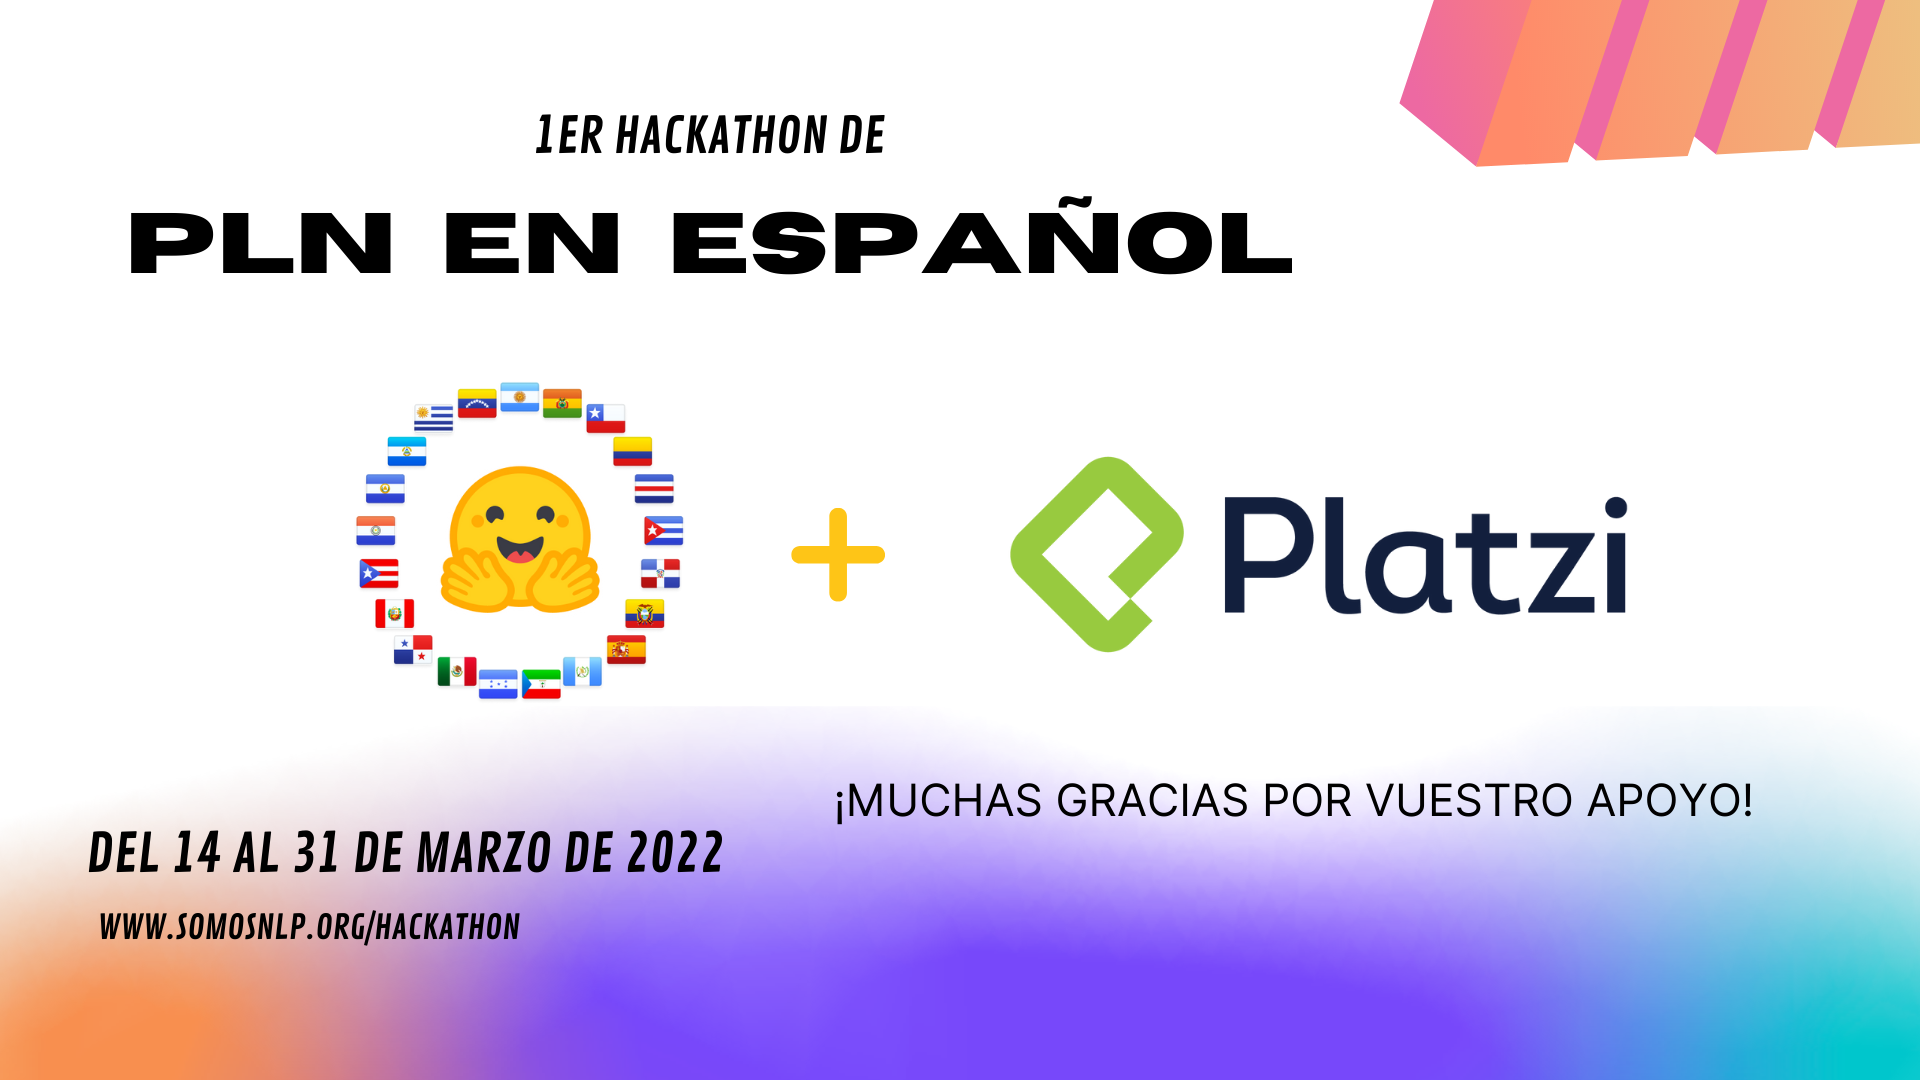 1ER HACKATHON DE
PLN EN ESPAÑOL
Platzi
¡MUCHAS GRACIAS POR VUESTRO APOYO!
DEL 14 AL 31 DE MARZO DE 2022
WWW.SOMOSNLP.ORG/HACKATHON